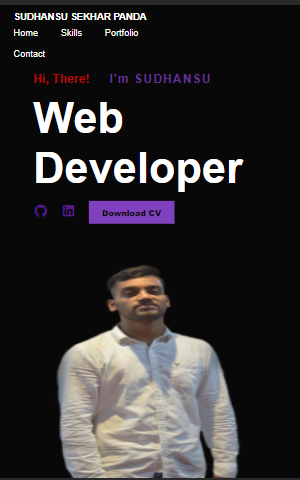 SUDHANSU SEKHAR PANDA
Home Skills Portfolio
Contact
Hi, There! I'm SUDHANSU
Web
Developer
Download CV